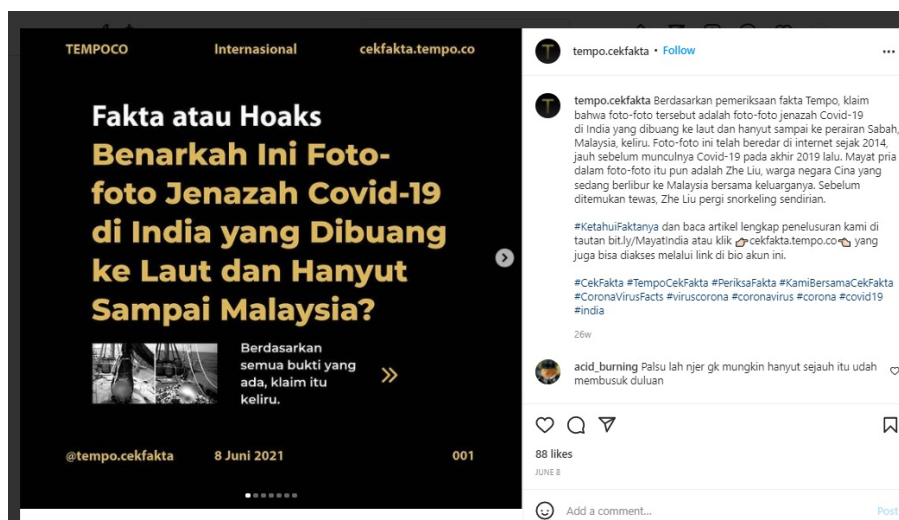 TEMPOCO Internasional cekfakta.tempo.co
Fakta atau Hoaks
Benarkah Ini Foto-
foto Jenazah Covid-19
di India yang Dibuang
ke Laut dan Hanyut
Sampai Malaysia?
Berdasarkan
semua bukti yang
ada, klaim itu
keliru.
@tempo.cekfakta 8 Juni 2021 001
tempo.cekfakta • Follow
tempo.cekfakta Berdasarkan pemeriksaan fakta Tempo, klaim
bahwa foto-foto tersebut adalah foto-foto jenazah Covid-19
di India yang dibuang ke laut dan hanyut sampai ke perairan Sabah,
Malaysia, keliru. Foto-foto ini telah beredar di internet sejak 2014,
jauh sebelum munculnya Covid-19 pada akhir 2019 lalu. Mayat pria
dalam foto-foto itu pun adalah Zhe Liu, warga negara Cina yang
sedang berlibur ke Malaysia bersama keluarganya. Sebelum
ditemukan tewas, Zhe Liu pergi snorkeling sendirian.
#KetahuiFaktanya dan baca artikel lengkap penelusuran kami di
tautan bit.ly/MayatIndia atau klik 👉cekfakta.tempo.co👈 yang
juga bisa diakses melalui link di bio akun ini.
#CekFakta #TempoCekFakta #PeriksaFakta #KamiBersamaCekFakta
#CoronaVirusFacts #viruscorona #coronavirus #corona #covid19
#india
26w
acid_burning Palsu lah njer gk mungkin hanyut sejauh itu udah
membusuk duluan
88 likes
JUNE 8
Add a comment... Post